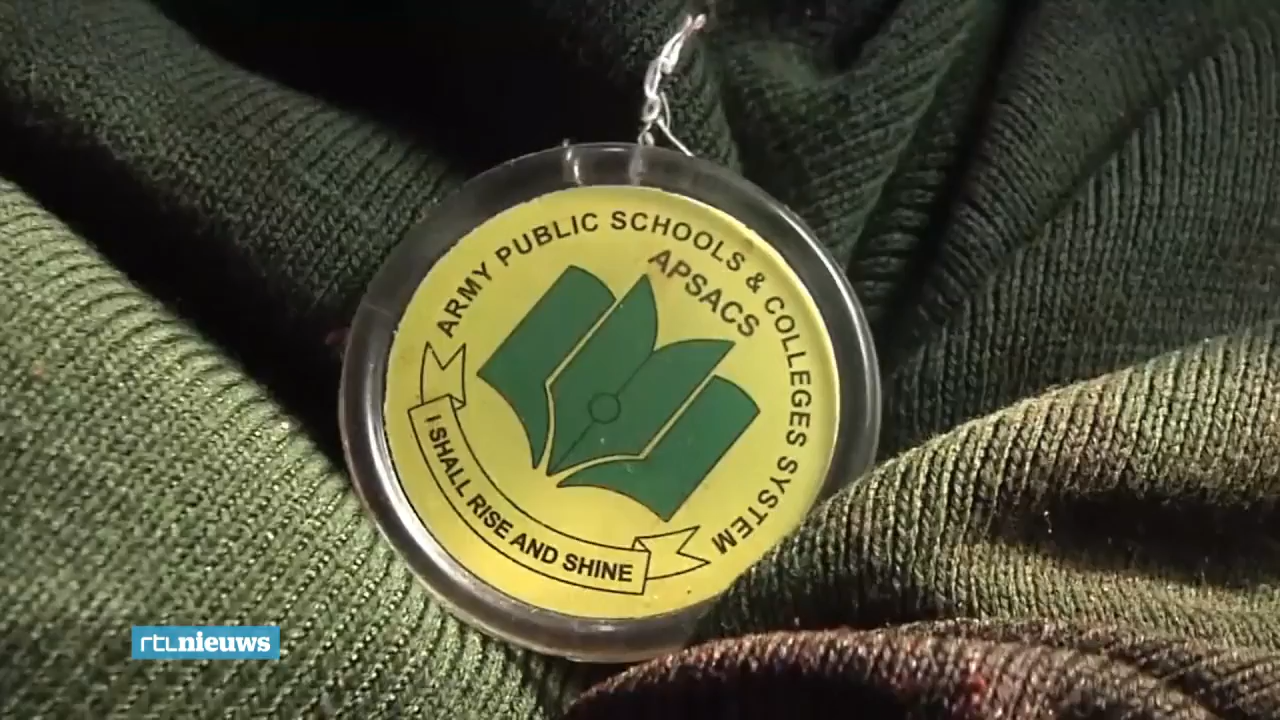 ARMY PUBLIC SCHOOLS & COLLEGES SYSTEM
APSACS
I SHALL RISE AND SHINE
rtlnieuws